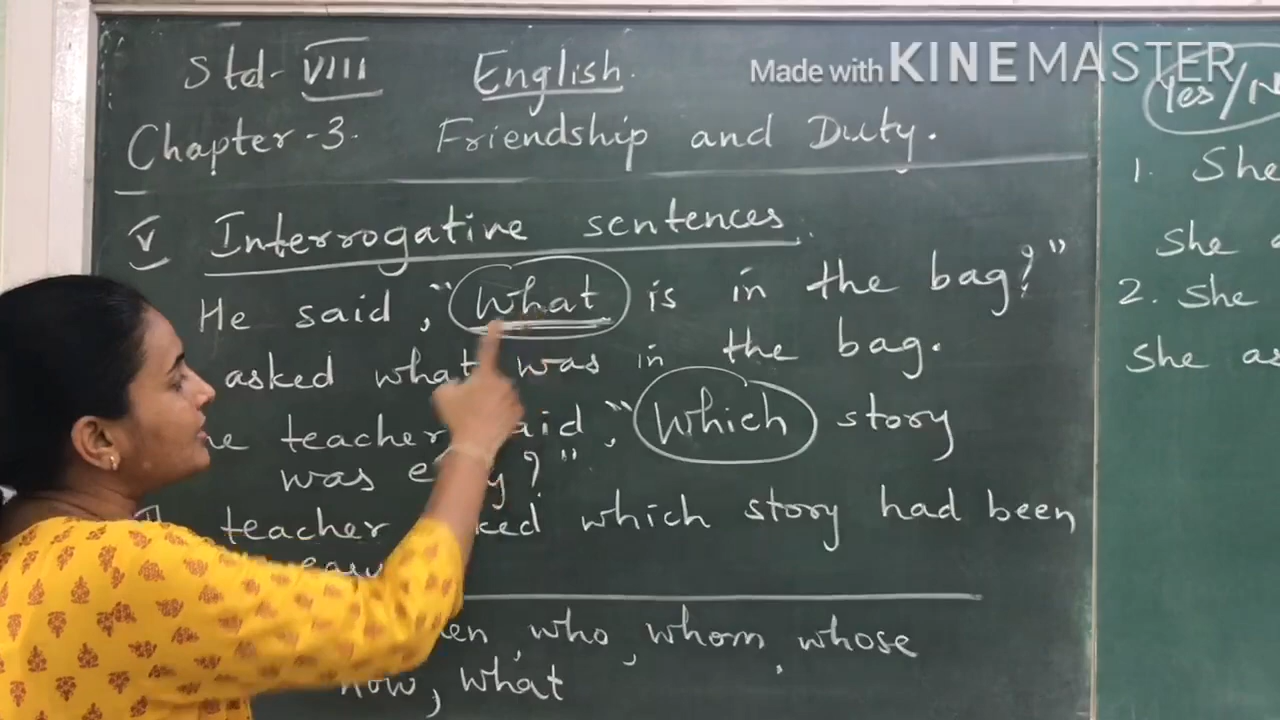 Std- VIII English.
Made with KINEMASTER
Chapter -3. Friendship and Duty.
V Interrogative sentences.
He said, "What is in the bag?"
asked what was in the bag.
teacher said, "Which story
was easy?"
teacher asked which story had been
easy
who, whom, whose
how, what
Yes/
1. She
She
2. She
She